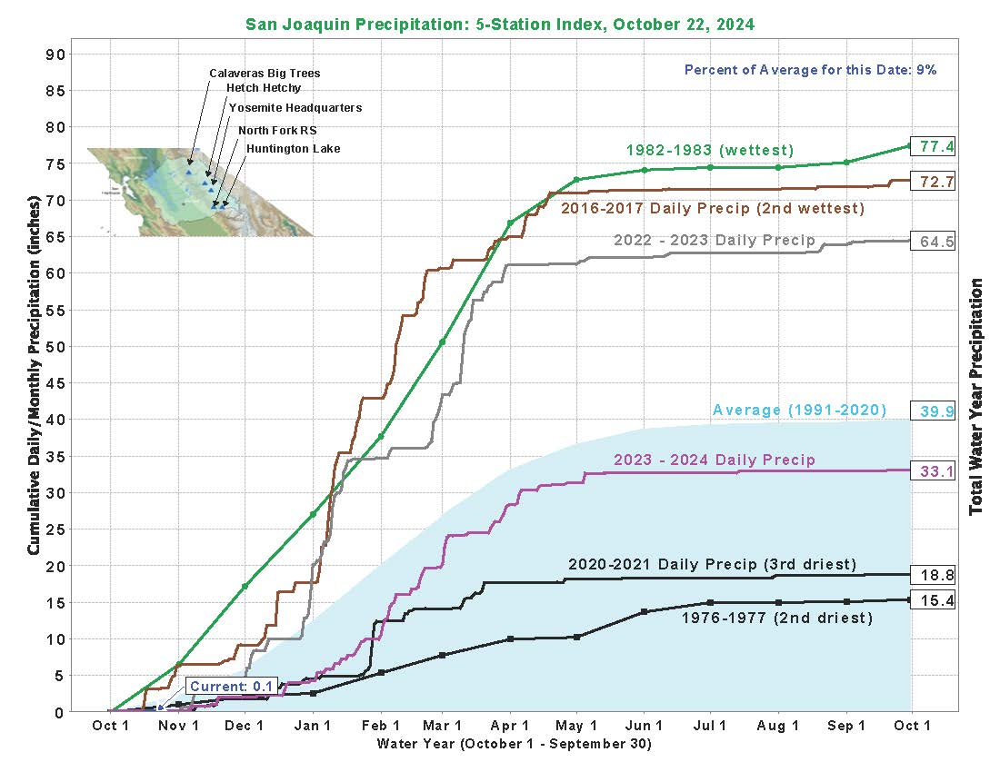 San Joaquin Precipitation: 5-Station Index, October 22, 2024
Percent of Average for this Date: 9%
Calaveras Big Trees
Hetch Hetchy
Yosemite Headquarters
North Fork RS
Huntington Lake
Cumulative Daily/Monthly Precipitation (inches)
90
85
80
75
70
65
60
55
50
45
40
35
30
25
20
15
10
5
0
1982-1983 (wettest)
77.4
72.7
2016-2017 Daily Precip (2nd wettest)
2022 - 2023 Daily Precip
64.5
Average (1991-2020)
39.9
2023 - 2024 Daily Precip
33.1
2020-2021 Daily Precip (3rd driest)
18.8
15.4
1976-1977 (2nd driest)
Current: 0.1
Total Water Year Precipitation
Oct 1 Nov 1 Dec 1 Jan 1 Feb 1 Mar 1 Apr 1 May 1 Jun 1 Jul 1 Aug 1 Sep 1 Oct 1
Water Year (October 1 - September 30)